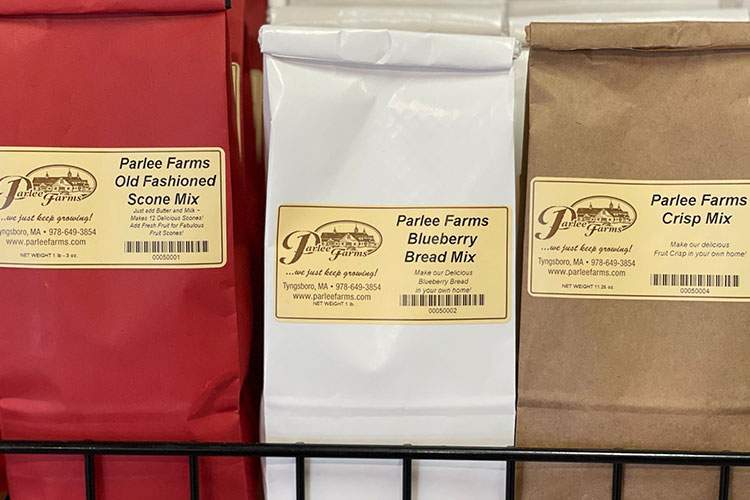 Parlee Farms
Old Fashioned
Scone Mix
Just add Butter and Milk ~
Makes 12 Delicious Scones!
Add Fresh Fruit for Fabulous
Fruit Scones!
Parlee
Farms
...we just keep growing!
Tyngsboro, MA • 978-649-3854
www.parleefarms.com
NET WEIGHT 1 lb - 3 oz.
00050001
Parlee Farms
Blueberry
Bread Mix
Make our Delicious
Blueberry Bread
in your own home!
Parlee
Farms
...we just keep growing!
Tyngsboro, MA • 978-649-3854
www.parleefarms.com
NET WEIGHT 1 lb.
00050002
Parlee Farms
Crisp Mix
Make our delicious
Fruit Crisp in your own home!
Parlee
Farms
...we just keep growing!
Tyngsboro, MA • 978-649-3854
www.parleefarms.com
NET WEIGHT 11.25 oz.
00050004